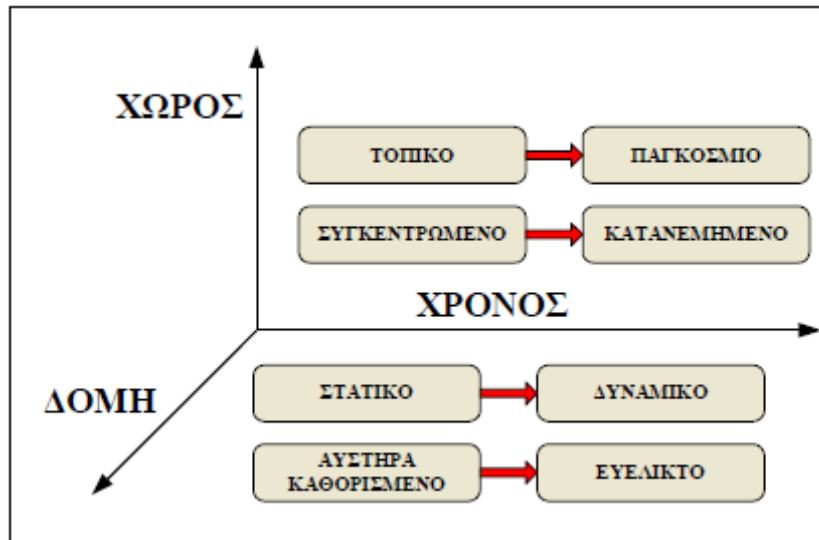 ΧΩΡΟΣ
ΤΟΠΙΚΟ
ΠΑΓΚΟΣΜΙΟ
ΣΥΓΚΕΝΤΡΩΜΕΝΟ
ΚΑΤΑΝΕΜΗΜΕΝΟ
ΧΡΟΝΟΣ
ΔΟΜΗ
ΣΤΑΤΙΚΟ
ΔΥΝΑΜΙΚΟ
ΑΥΣΤΗΡΑ
ΚΑΘΟΡΙΣΜΕΝΟ
ΕΥΕΛΙΚΤΟ